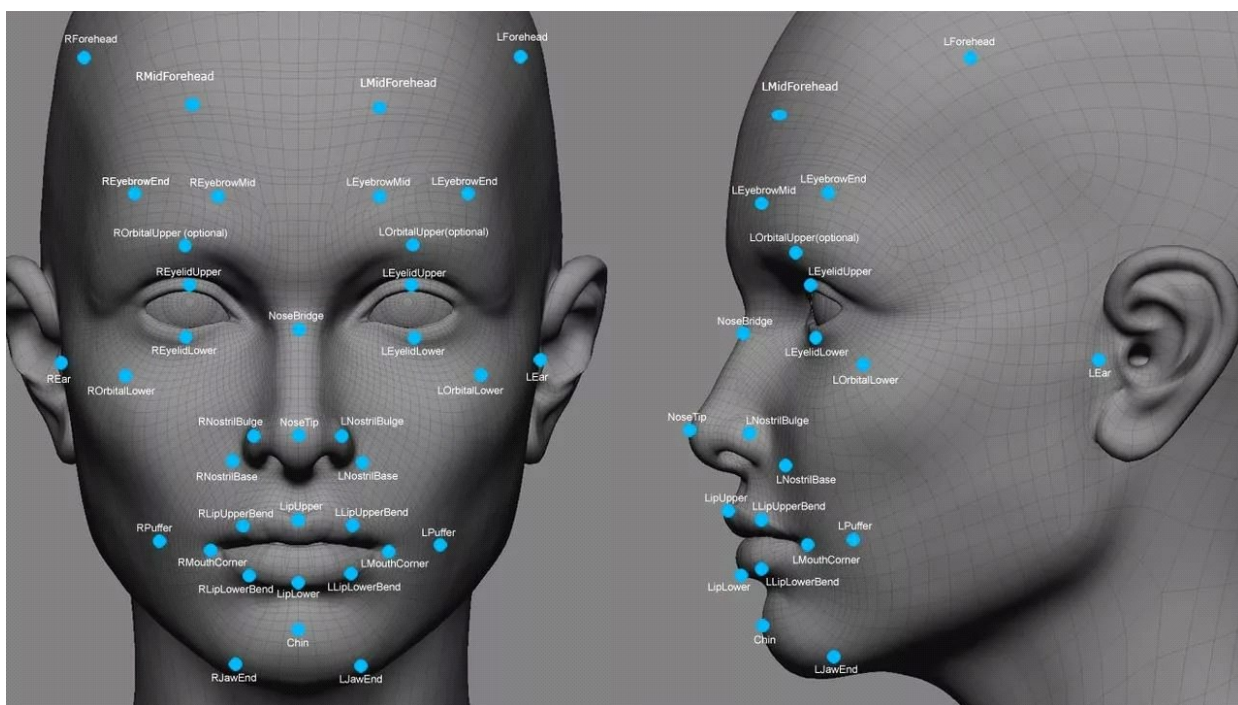 RForehead
LForehead
RMidForehead
LMidForehead
REyebrowEnd
REyebrowMid
LEyebrowMid
LEyebrowEnd
ROrbitalUpper (optional)
LOrbitalUpper(optional)
REyelidUpper
LEyelidUpper
NoseBridge
REyelidLower
LEyelidLower
REar
LEar
ROrbitalLower
LOrbitalLower
RNostrilBulge
NoseTip
LNostrilBulge
RNostrilBase
LNostrilBase
LipUpper
RLipUpperBend
LLipUpperBend
RPuffer
LPuffer
RMouthCorner
LMouthCorner
RLipLowerBend
LipLower
LLipLowerBend
Chin
RJawEnd
LJawEnd
LForehead
LMidForehead
LEyebrowMid
LEyebrowEnd
LOrbitalUpper(optional)
LEyelidUpper
NoseBridge
LEyelidLower
LOrbitalLower
LEar
NoseTip
LNostrilBulge
LNostrilBase
LipUpper
LLipUpperBend
LPuffer
LMouthCorner
LipLower
LLipLowerBend
Chin
LJawEnd